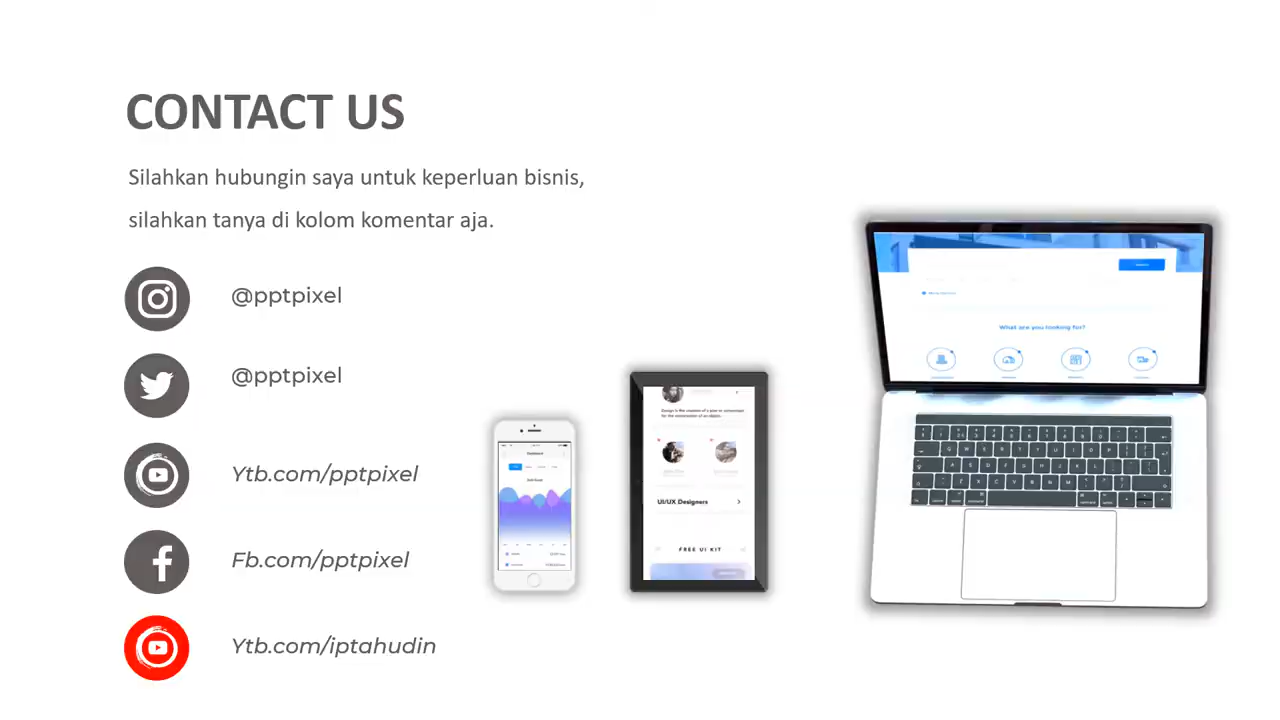 CONTACT US
Silahkan hubungin saya untuk keperluan bisnis,
silahkan tanya di kolom komentar aja.
@pptpixel
@pptpixel
Ytb.com/pptpixel
Fb.com/pptpixel
Ytb.com/iptahudin
Dashboard
UI/UX Designers
FREE UI KIT
What are you looking for?